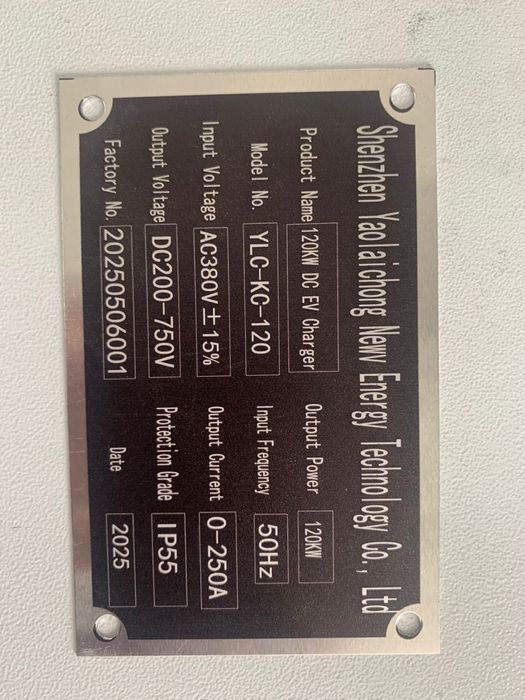 Shenzhen Yaolaichong Newv Energy Technology Co., Ltd
Product Name 120KW DC EV Charger Output Power 120KW
Model No. YLC-KC-120 Input Frequency 50Hz
Input Voltage AC380V±15% Output Current 0-250A
Output Voltage DC200-750V Protection Grade IP55
Factory No. 20250506001 Date 2025